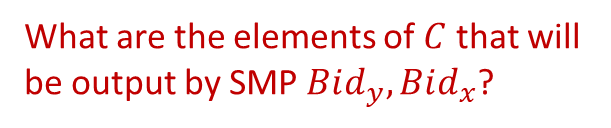 What are the elements of C that will
be output by SMP Bid_y, Bid_x?